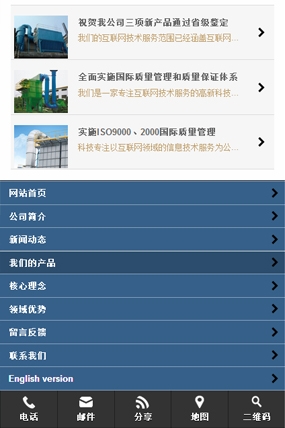 祝贺我公司三项新产品通过省级鉴定
我们的互联网技术服务范围已经涵盖互联网...
全面实施国际质量管理和质量保证体系
我们是一家专注互联网技术的高新科技...
实施ISO9000、2000国际质量管理
科技专注以互联网领域的信息技术服务为公...
网站首页
公司简介
新闻动态
我们的产品
核心理念
领域优势
留言反馈
联系我们
English version
电话
邮件
分享
地图
二维码